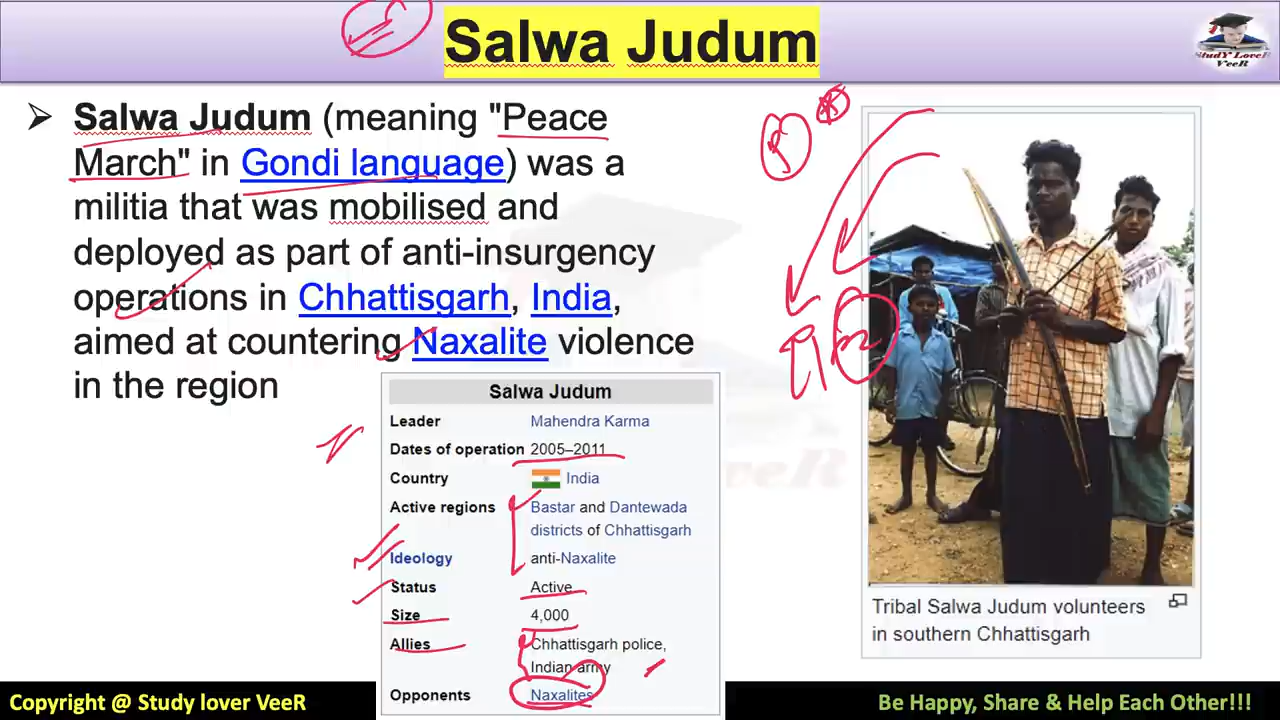 Salwa Judum
StudY LoveR
VeeR
➤ Salwa Judum (meaning "Peace
March" in Gondi language) was a
militia that was mobilised and
deployed as part of anti-insurgency
operations in Chhattisgarh, India,
aimed at countering Naxalite violence
in the region
Salwa Judum
Leader Mahendra Karma
Dates of operation 2005–2011
Country India
Active regions Bastar and Dantewada
districts of Chhattisgarh
Ideology anti-Naxalite
Status Active
Size 4,000
Allies Chhattisgarh police,
Indian army
Opponents Naxalites
Tribal Salwa Judum volunteers
in southern Chhattisgarh
Copyright @ Study lover VeeR
Be Happy, Share & Help Each Other!!!